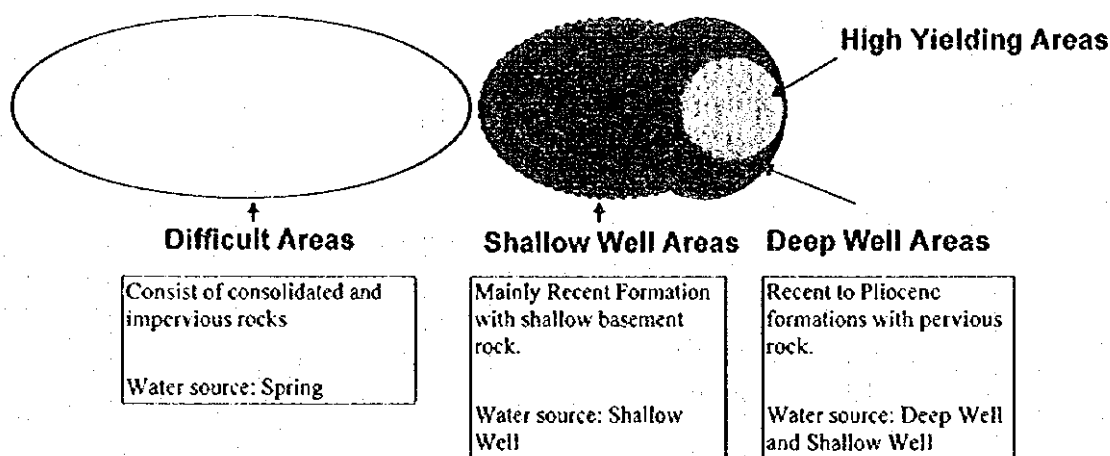 High Yielding Areas
Difficult Areas
Shallow Well Areas
Deep Well Areas
Consist of consolidated and
impervious rocks
Water source: Spring
Mainly Recent Formation
with shallow basement
rock.
Water source: Shallow
Well
Recent to Pliocene
formations with pervious
rock.
Water source: Deep Well
and Shallow Well